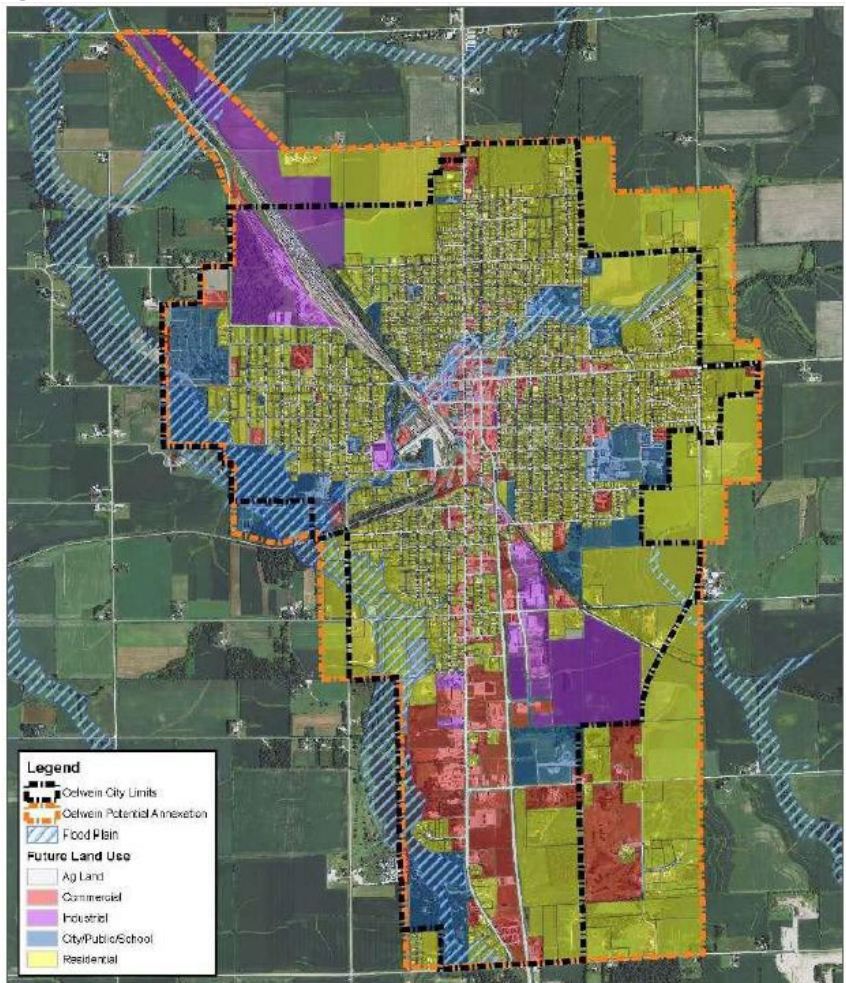 Legend
Oelwein City Limits
Oelwein Potential Annexation
Flood Plain
Future Land Use
Ag Land
Commercial
Industrial
City/Public/School
Residential